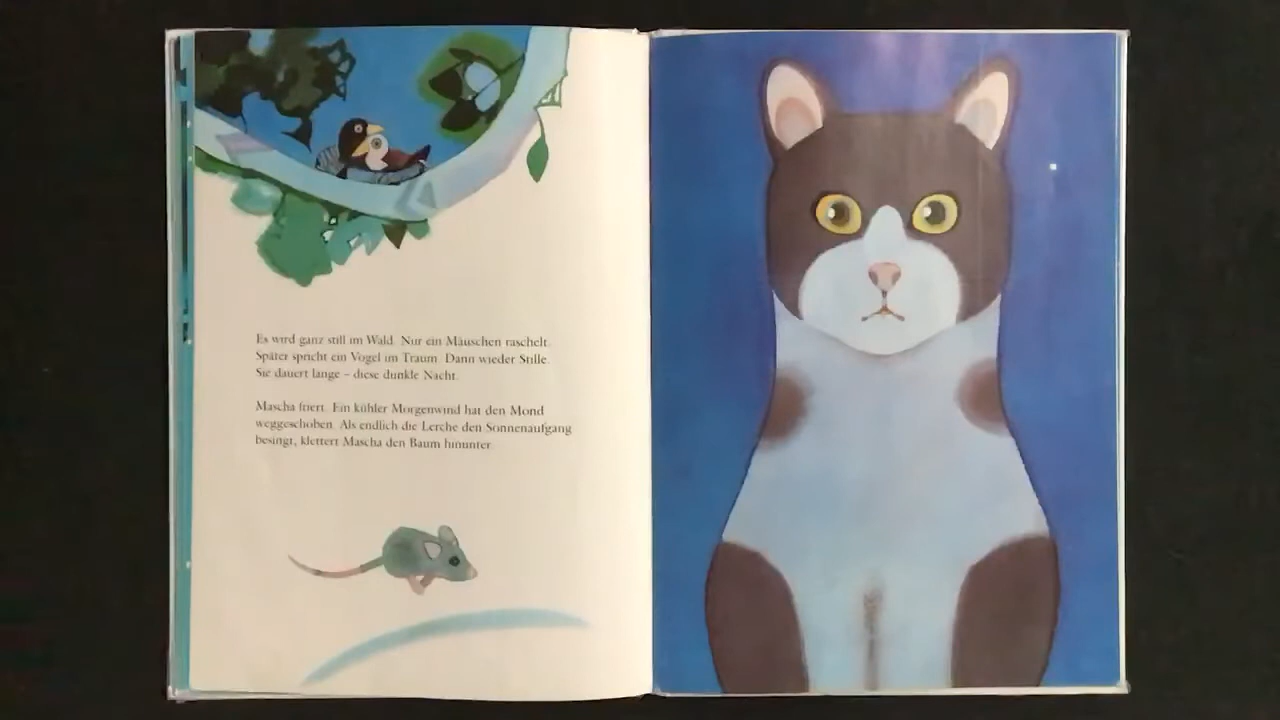 Es wird ganz still im Wald. Nur ein Mäuschen raschelt.
Später spricht ein Vogel im Traum. Dann wieder Stille.
Sie dauert lange – diese dunkle Nacht.
Mascha friert. Ein kühler Morgenwind hat den Mond
weggeschoben. Als endlich die Lerche den Sonnenaufgang
besingt, klettert Mascha den Baum hinunter.